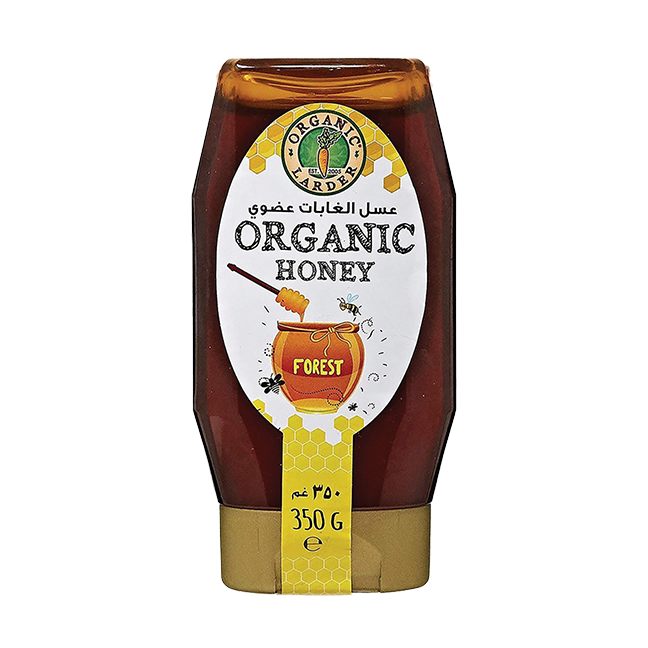 ORGANIC
EST. 2005
LARDER
عسل الغابات عضوي
ORGANIC
HONEY
FOREST
٣٥٠ غم
350 G
e